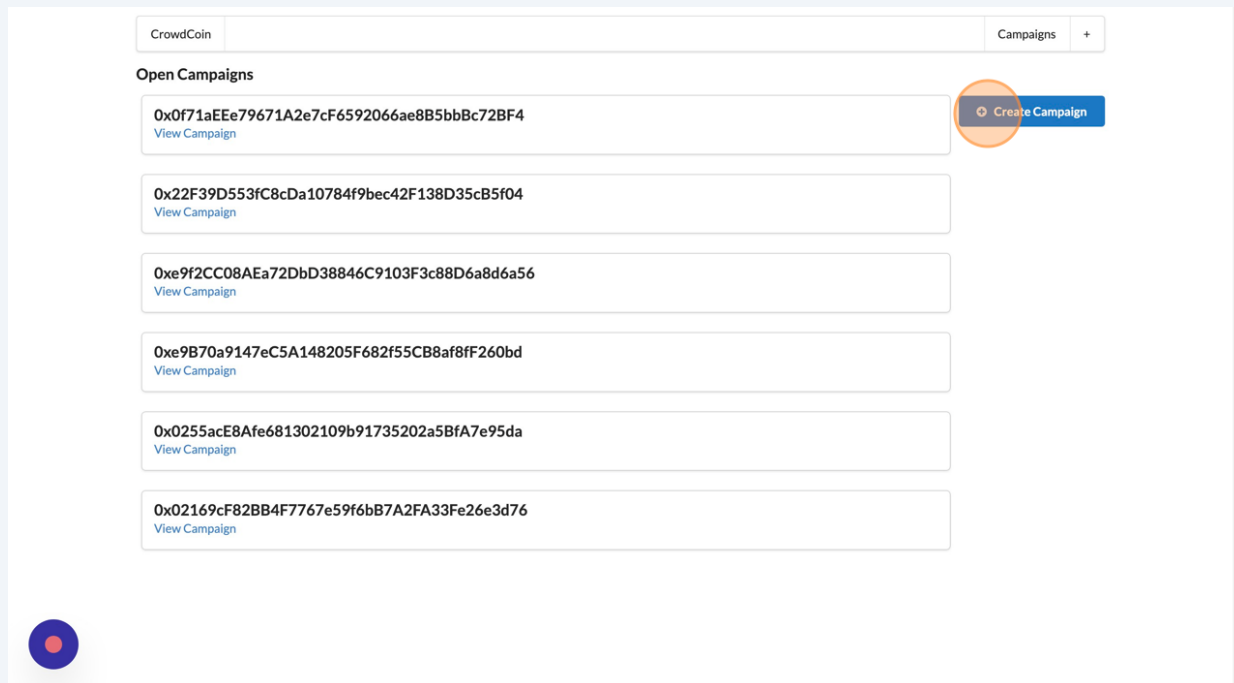 CrowdCoin
Campaigns
+
Open Campaigns
0x0f71aEEe79671A2e7cF6592066ae8B5bbBc72BF4
View Campaign
Create Campaign
0x22F39D553fC8cDa10784f9bec42F138D35cB5f04
View Campaign
0xe9f2CC08AEa72DbD38846C9103F3c88D6a8d6a56
View Campaign
0xe9B70a9147eC5A148205F682f55CB8af8fF260bd
View Campaign
0x0255acE8Afe681302109b91735202a5BfA7e95da
View Campaign
0x02169cF82BB4F7767e59f6bB7A2FA33Fe26e3d76
View Campaign